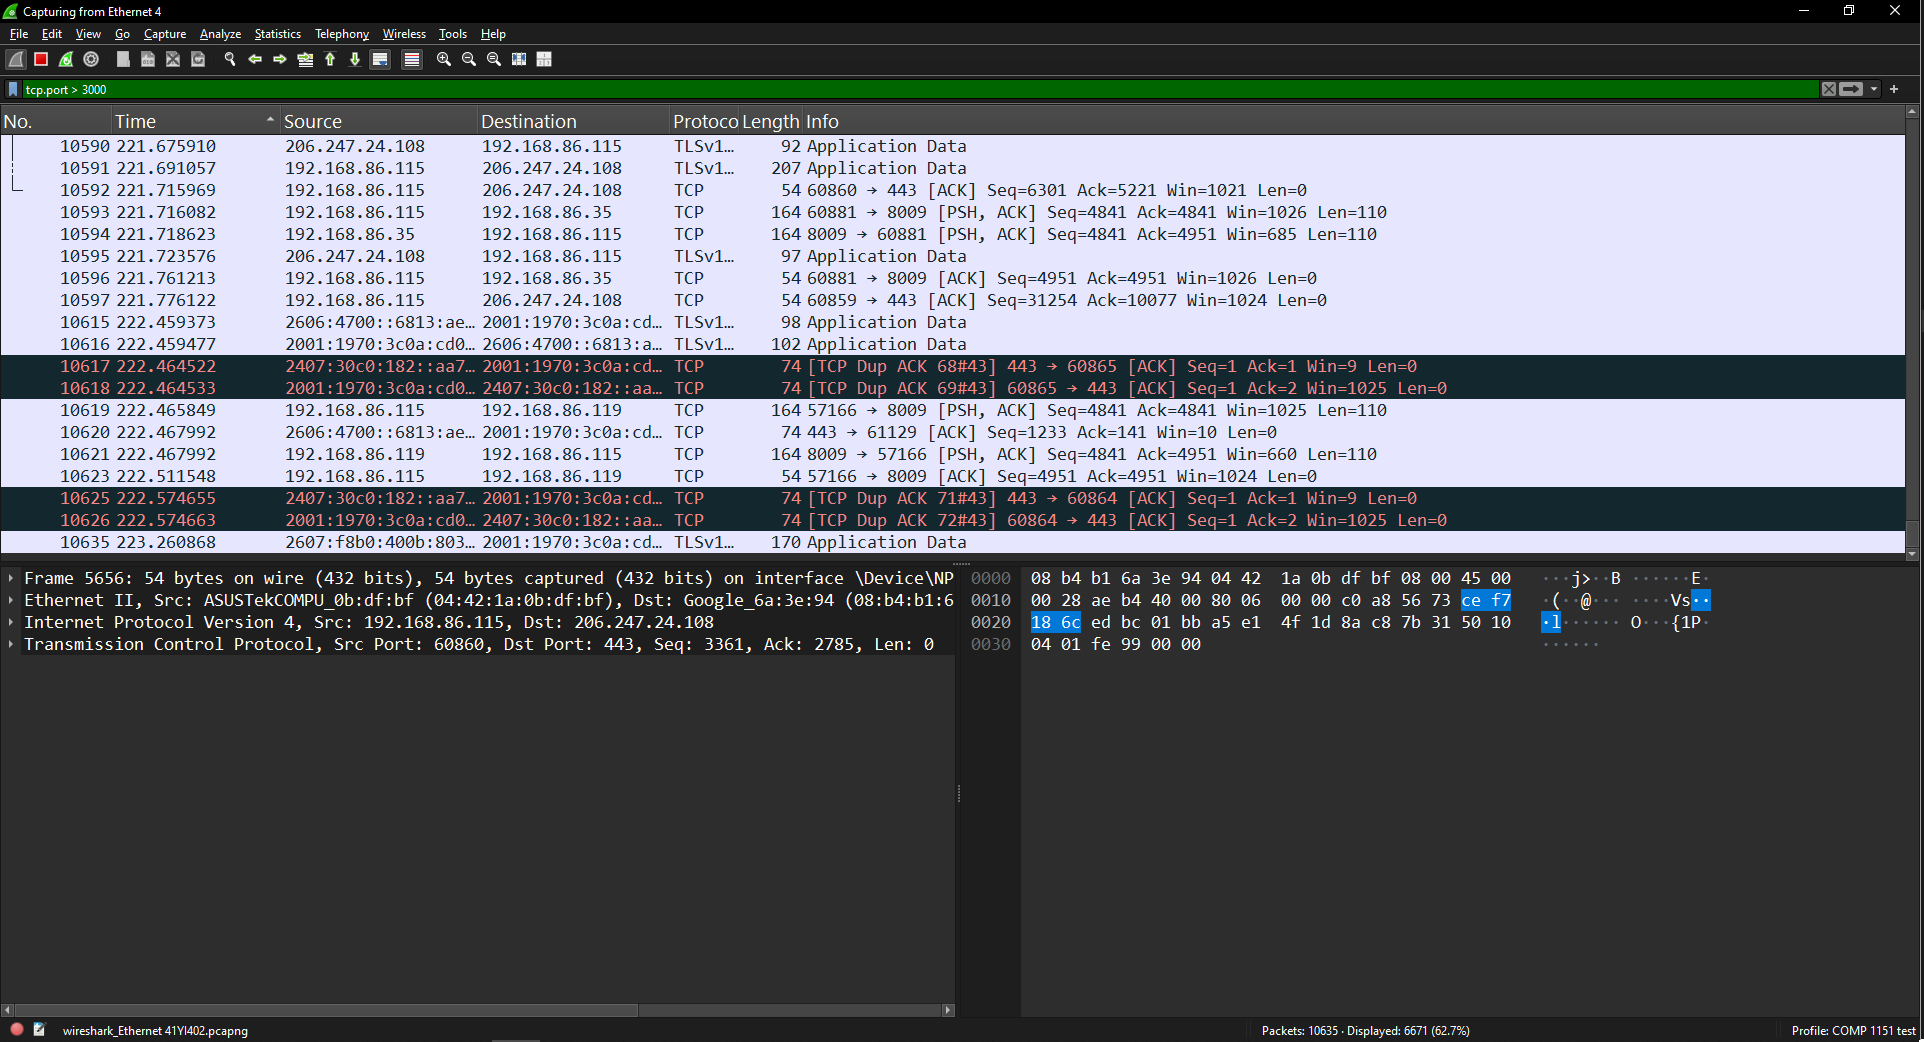 Capturing from Ethernet 4
File Edit View Go Capture Analyze Statistics Telephony Wireless Tools Help
tcp.port > 3000
No. Time Source Destination Protoco Length Info
10590 221.675910 206.247.24.108 192.168.86.115 TLSv1… 92 Application Data
10591 221.691057 192.168.86.115 206.247.24.108 TLSv1… 207 Application Data
10592 221.715969 192.168.86.115 206.247.24.108 TCP 54 60860 → 443 [ACK] Seq=6301 Ack=5221 Win=1021 Len=0
10593 221.716082 192.168.86.115 192.168.86.35 TCP 164 60881 → 8009 [PSH, ACK] Seq=4841 Ack=4841 Win=1026 Len=110
10594 221.718623 192.168.86.35 192.168.86.115 TCP 164 8009 → 60881 [PSH, ACK] Seq=4841 Ack=4951 Win=685 Len=110
10595 221.723576 206.247.24.108 192.168.86.115 TLSv1… 97 Application Data
10596 221.761213 192.168.86.115 192.168.86.35 TCP 54 60881 → 8009 [ACK] Seq=4951 Ack=4951 Win=1026 Len=0
10597 221.776122 192.168.86.115 206.247.24.108 TCP 54 60859 → 443 [ACK] Seq=31254 Ack=10077 Win=1024 Len=0
10615 222.459373 2606:4700::6813:ae… 2001:1970:3c0a:cd… TLSv1… 98 Application Data
10616 222.459477 2001:1970:3c0a:cd0… 2606:4700::6813:a… TLSv1… 102 Application Data
10617 222.464522 2407:30c0:182::aa7… 2001:1970:3c0a:cd… TCP 74 [TCP Dup ACK 68#43] 443 → 60865 [ACK] Seq=1 Ack=1 Win=9 Len=0
10618 222.464533 2001:1970:3c0a:cd0… 2407:30c0:182::aa… TCP 74 [TCP Dup ACK 69#43] 60865 → 443 [ACK] Seq=1 Ack=2 Win=1025 Len=0
10619 222.465849 192.168.86.115 192.168.86.119 TCP 164 57166 → 8009 [PSH, ACK] Seq=4841 Ack=4841 Win=1025 Len=110
10620 222.467992 2606:4700::6813:ae… 2001:1970:3c0a:cd… TCP 74 443 → 61129 [ACK] Seq=1233 Ack=141 Win=10 Len=0
10621 222.467992 192.168.86.119 192.168.86.115 TCP 164 8009 → 57166 [PSH, ACK] Seq=4841 Ack=4951 Win=660 Len=110
10623 222.511548 192.168.86.115 192.168.86.119 TCP 54 57166 → 8009 [ACK] Seq=4951 Ack=4951 Win=1024 Len=0
10625 222.574655 2407:30c0:182::aa7… 2001:1970:3c0a:cd… TCP 74 [TCP Dup ACK 71#43] 443 → 60864 [ACK] Seq=1 Ack=1 Win=9 Len=0
10626 222.574663 2001:1970:3c0a:cd0… 2407:30c0:182::aa… TCP 74 [TCP Dup ACK 72#43] 60864 → 443 [ACK] Seq=1 Ack=2 Win=1025 Len=0
10635 223.260868 2607:f8b0:400b:803… 2001:1970:3c0a:cd… TLSv1… 170 Application Data
Frame 5656: 54 bytes on wire (432 bits), 54 bytes captured (432 bits) on interface \Device\NP
Ethernet II, Src: ASUSTekCOMPU_0b:df:bf (04:42:1a:0b:df:bf), Dst: Google_6a:3e:94 (08:b4:b1:6
Internet Protocol Version 4, Src: 192.168.86.115, Dst: 206.247.24.108
Transmission Control Protocol, Src Port: 60860, Dst Port: 443, Seq: 3361, Ack: 2785, Len: 0
0000 08 b4 b1 6a 3e 94 04 42 1a 0b df bf 08 00 45 00 ···j>··B ······E·
0010 00 28 ae b4 40 00 80 06 00 00 c0 a8 56 73 ce f7 ·(··@··· ····Vs··
0020 18 6c ed bc 01 bb a5 e1 4f 1d 8a c8 7b 31 50 10 ·l······ O···{1P·
0030 04 01 fe 99 00 00 ······
wireshark_Ethernet 41YI402.pcapng
Packets: 10635 · Displayed: 6671 (62.7%)
Profile: COMP 1151 test